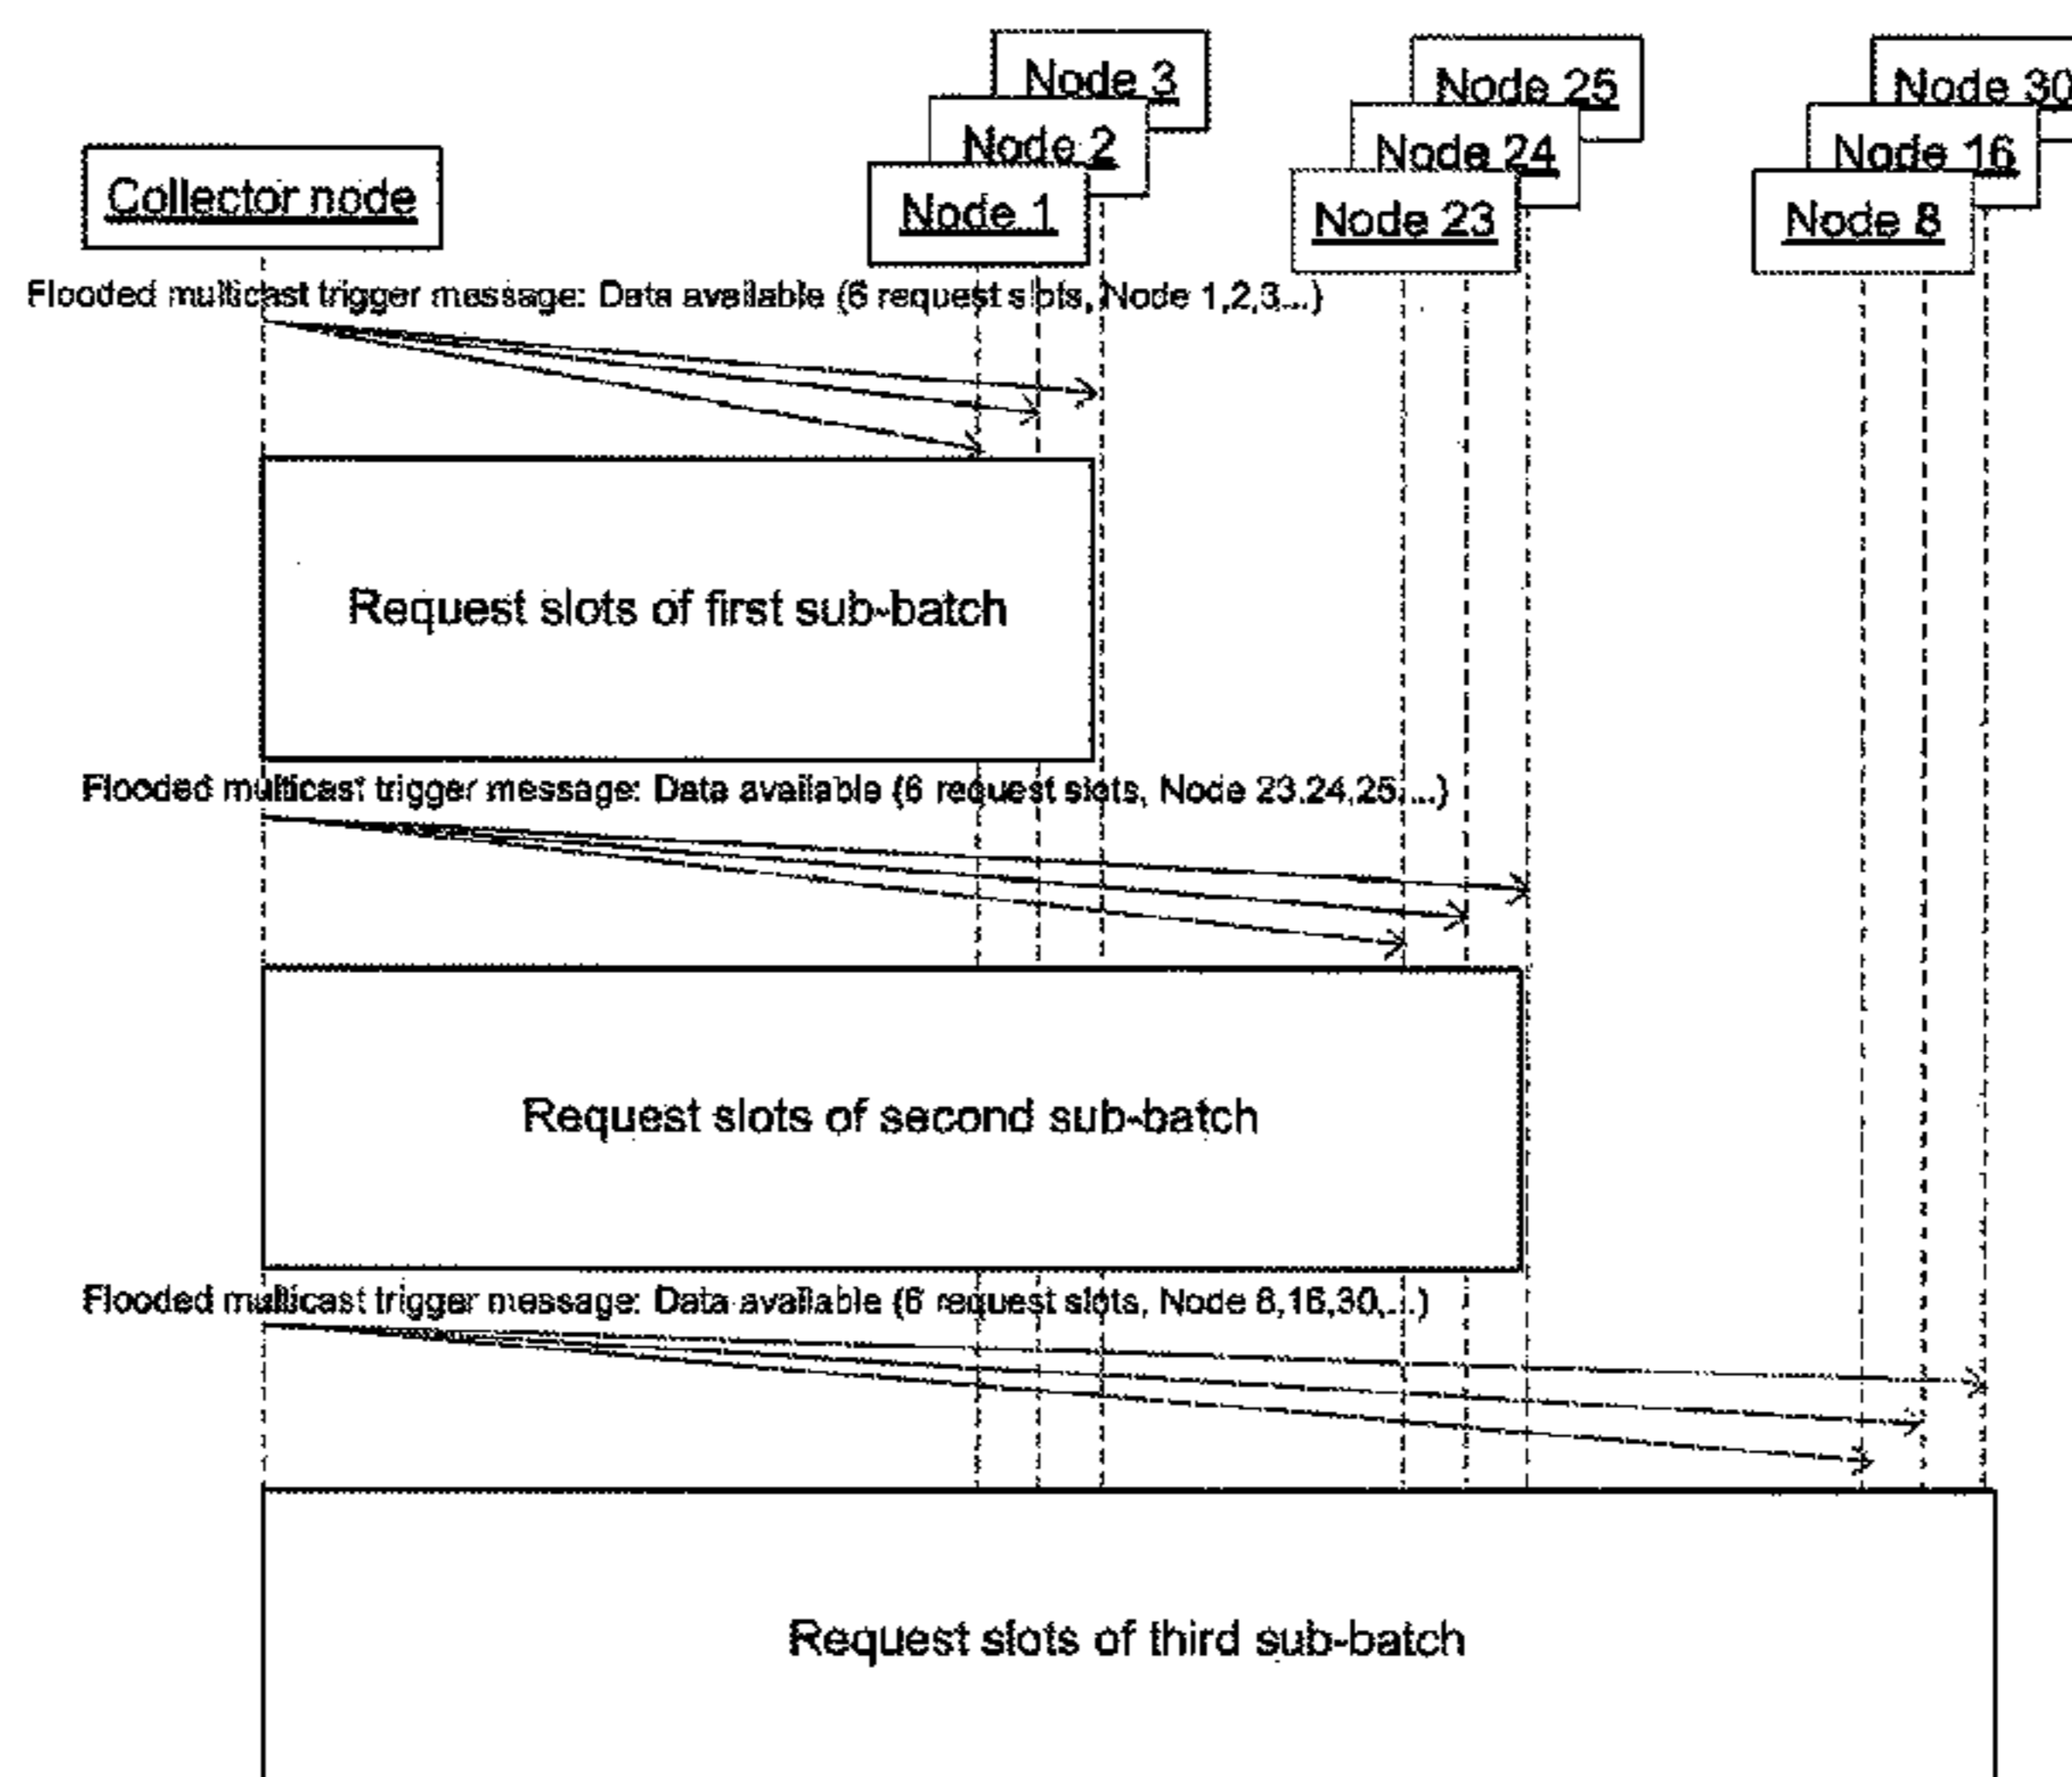 Node 3
Node 25
Node 30
Node 2
Node 24
Node 16
Collector node
Node 1
Node 23
Node 8
Flooded multicast trigger message: Data available (6 request slots, Node 1,2,3...)
Request slots of first sub-batch
Flooded multicast trigger message: Data available (6 request slots, Node 23,24,25,...)
Request slots of second sub-batch
Flooded multicast trigger message: Data available (6 request slots, Node 8,16,30,...)
Request slots of third sub-batch